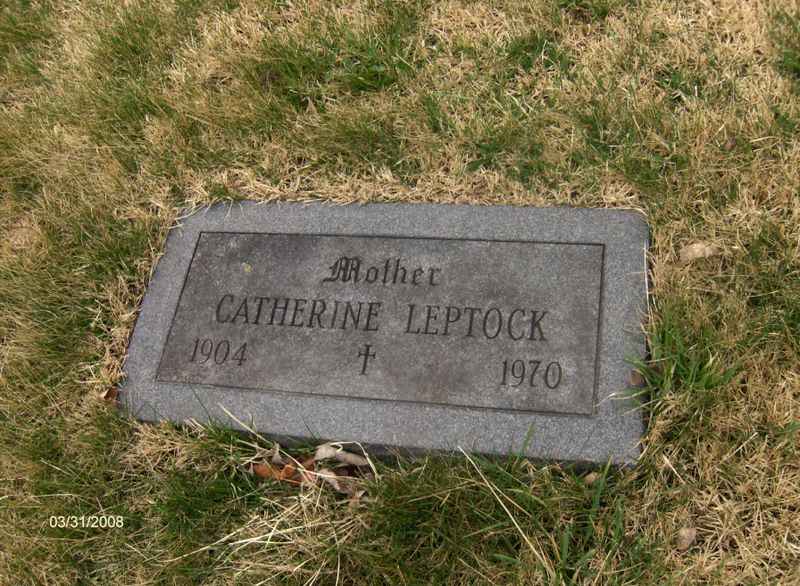 Mother
CATHERINE LEPTOCK
1904 † 1970
03/31/2008